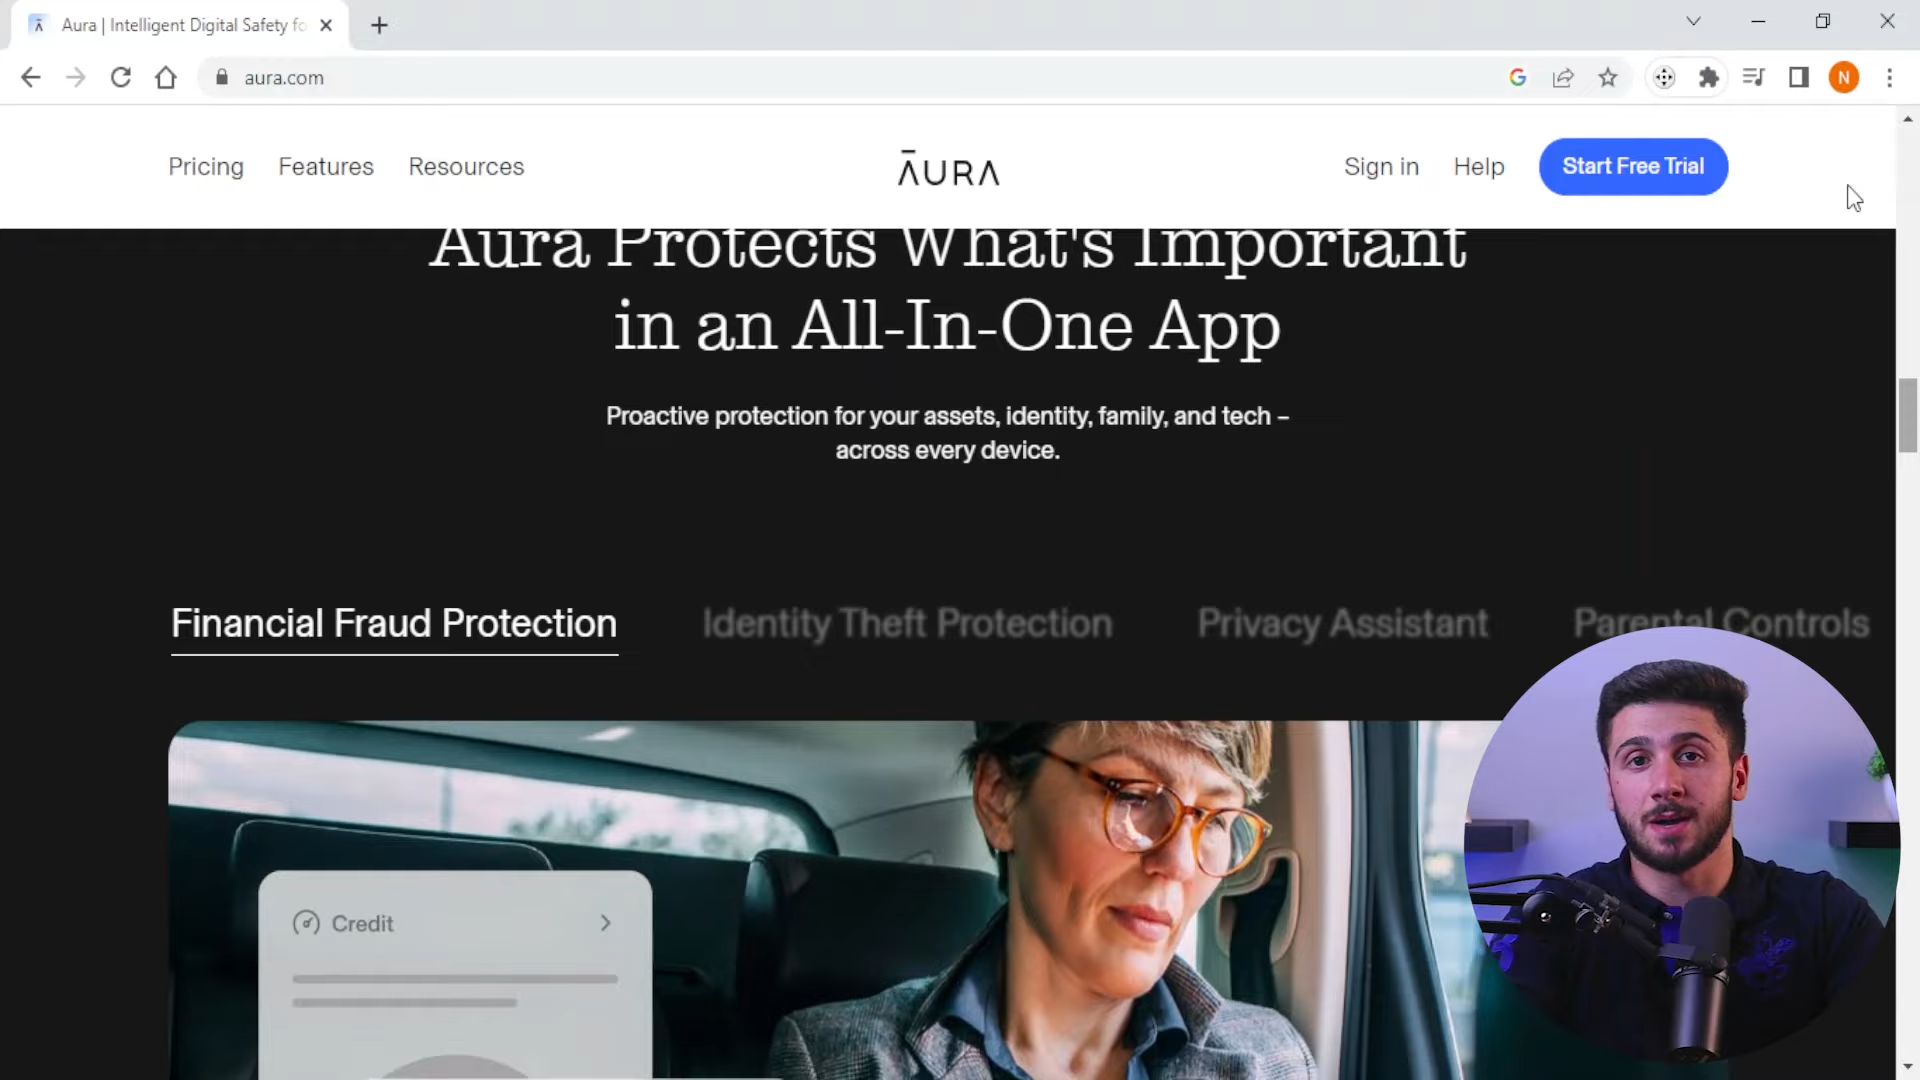 Aura | Intelligent Digital Safety fo
aura.com
N
Pricing
Features
Resources
ĀURA
Sign in
Help
Start Free Trial
Aura Protects What's Important
in an All-In-One App
Proactive protection for your assets, identity, family, and tech –
across every device.
Financial Fraud Protection
Identity Theft Protection
Privacy Assistant
Parental Controls
Credit